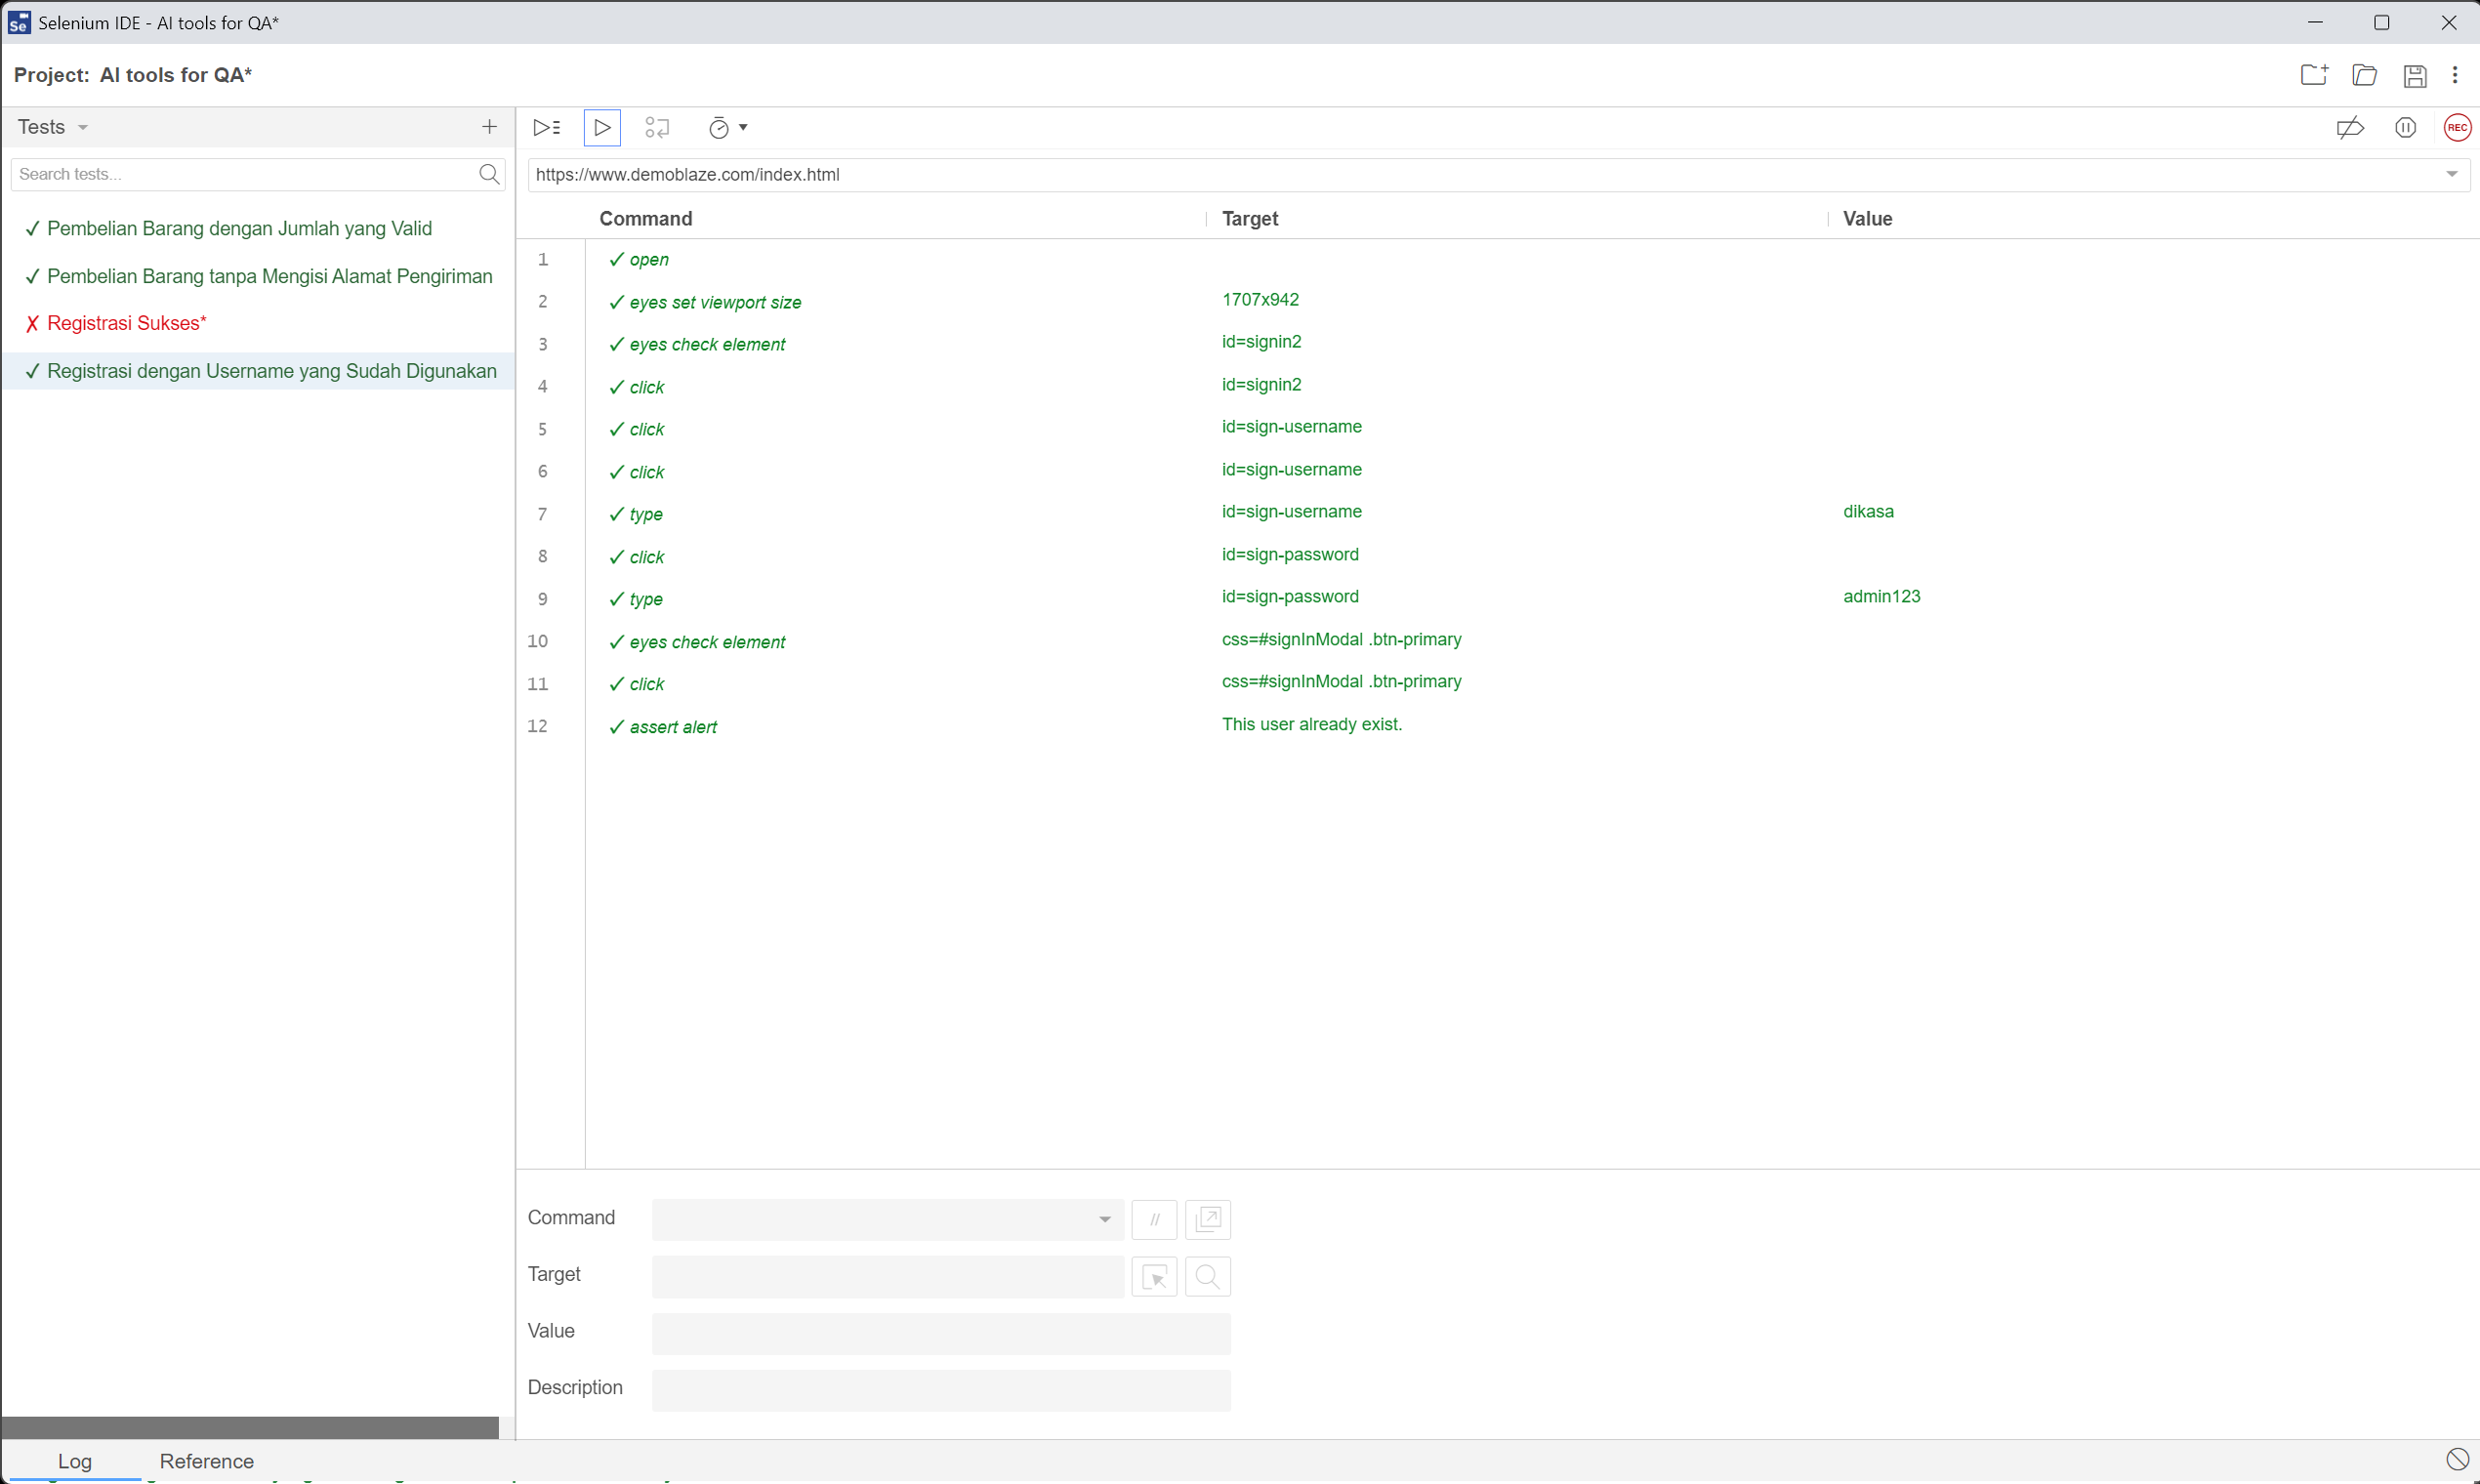 Selenium IDE - AI tools for QA*
Project: AI tools for QA*
Tests
Search tests...
✓ Pembelian Barang dengan Jumlah yang Valid
✓ Pembelian Barang tanpa Mengisi Alamat Pengiriman
✗ Registrasi Sukses*
✓ Registrasi dengan Username yang Sudah Digunakan
REC
https://www.demoblaze.com/index.html
Command Target Value
1 ✓ open
2 ✓ eyes set viewport size 1707x942
3 ✓ eyes check element id=signin2
4 ✓ click id=signin2
5 ✓ click id=sign-username
6 ✓ click id=sign-username
7 ✓ type id=sign-username dikasa
8 ✓ click id=sign-password
9 ✓ type id=sign-password admin123
10 ✓ eyes check element css=#signInModal .btn-primary
11 ✓ click css=#signInModal .btn-primary
12 ✓ assert alert This user already exist.
Command //
Target
Value
Description
Log Reference